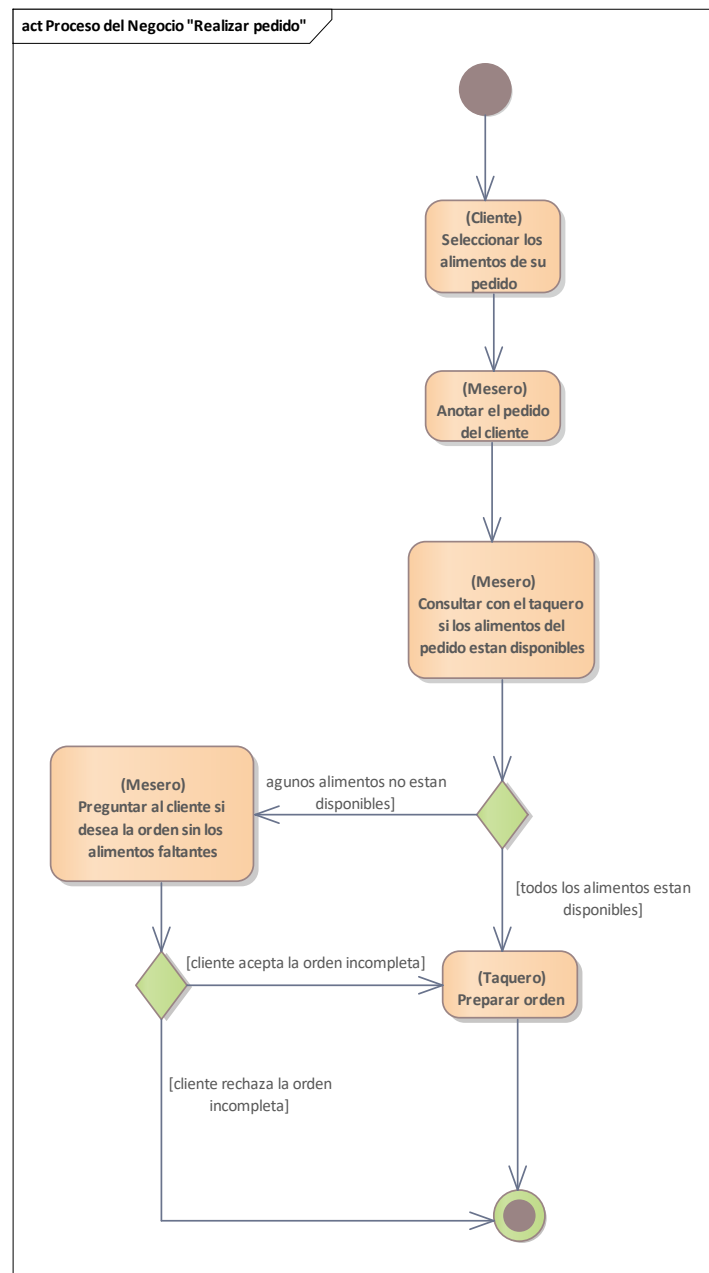 act Proceso del Negocio "Realizar pedido"
(Cliente)
Seleccionar los
alimentos de su
pedido
(Mesero)
Anotar el pedido
del cliente
(Mesero)
Consultar con el taquero
si los alimentos del
pedido estan disponibles
agunos alimentos no estan
disponibles]
(Mesero)
Preguntar al cliente si
desea la orden sin los
alimentos faltantes
[todos los alimentos estan
disponibles]
[cliente acepta la orden incompleta]
(Taquero)
Preparar orden
[cliente rechaza la orden
incompleta]